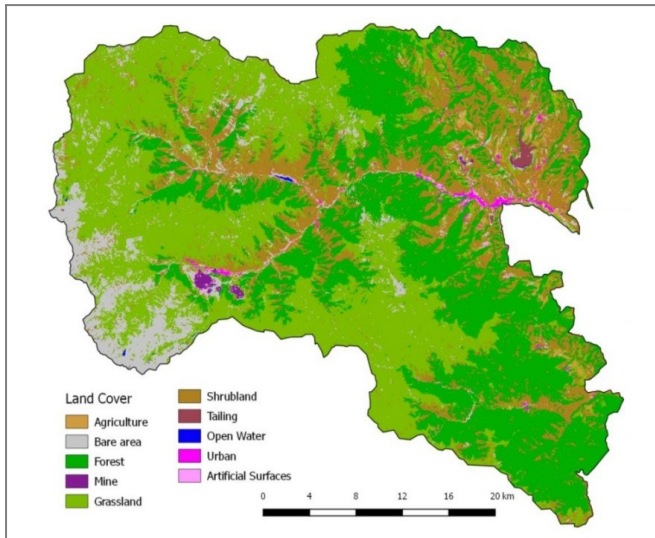 Land Cover
Agriculture
Bare area
Forest
Mine
Grassland
Shrubland
Tailing
Open Water
Urban
Artificial Surfaces
0 4 8 12 16 20 km